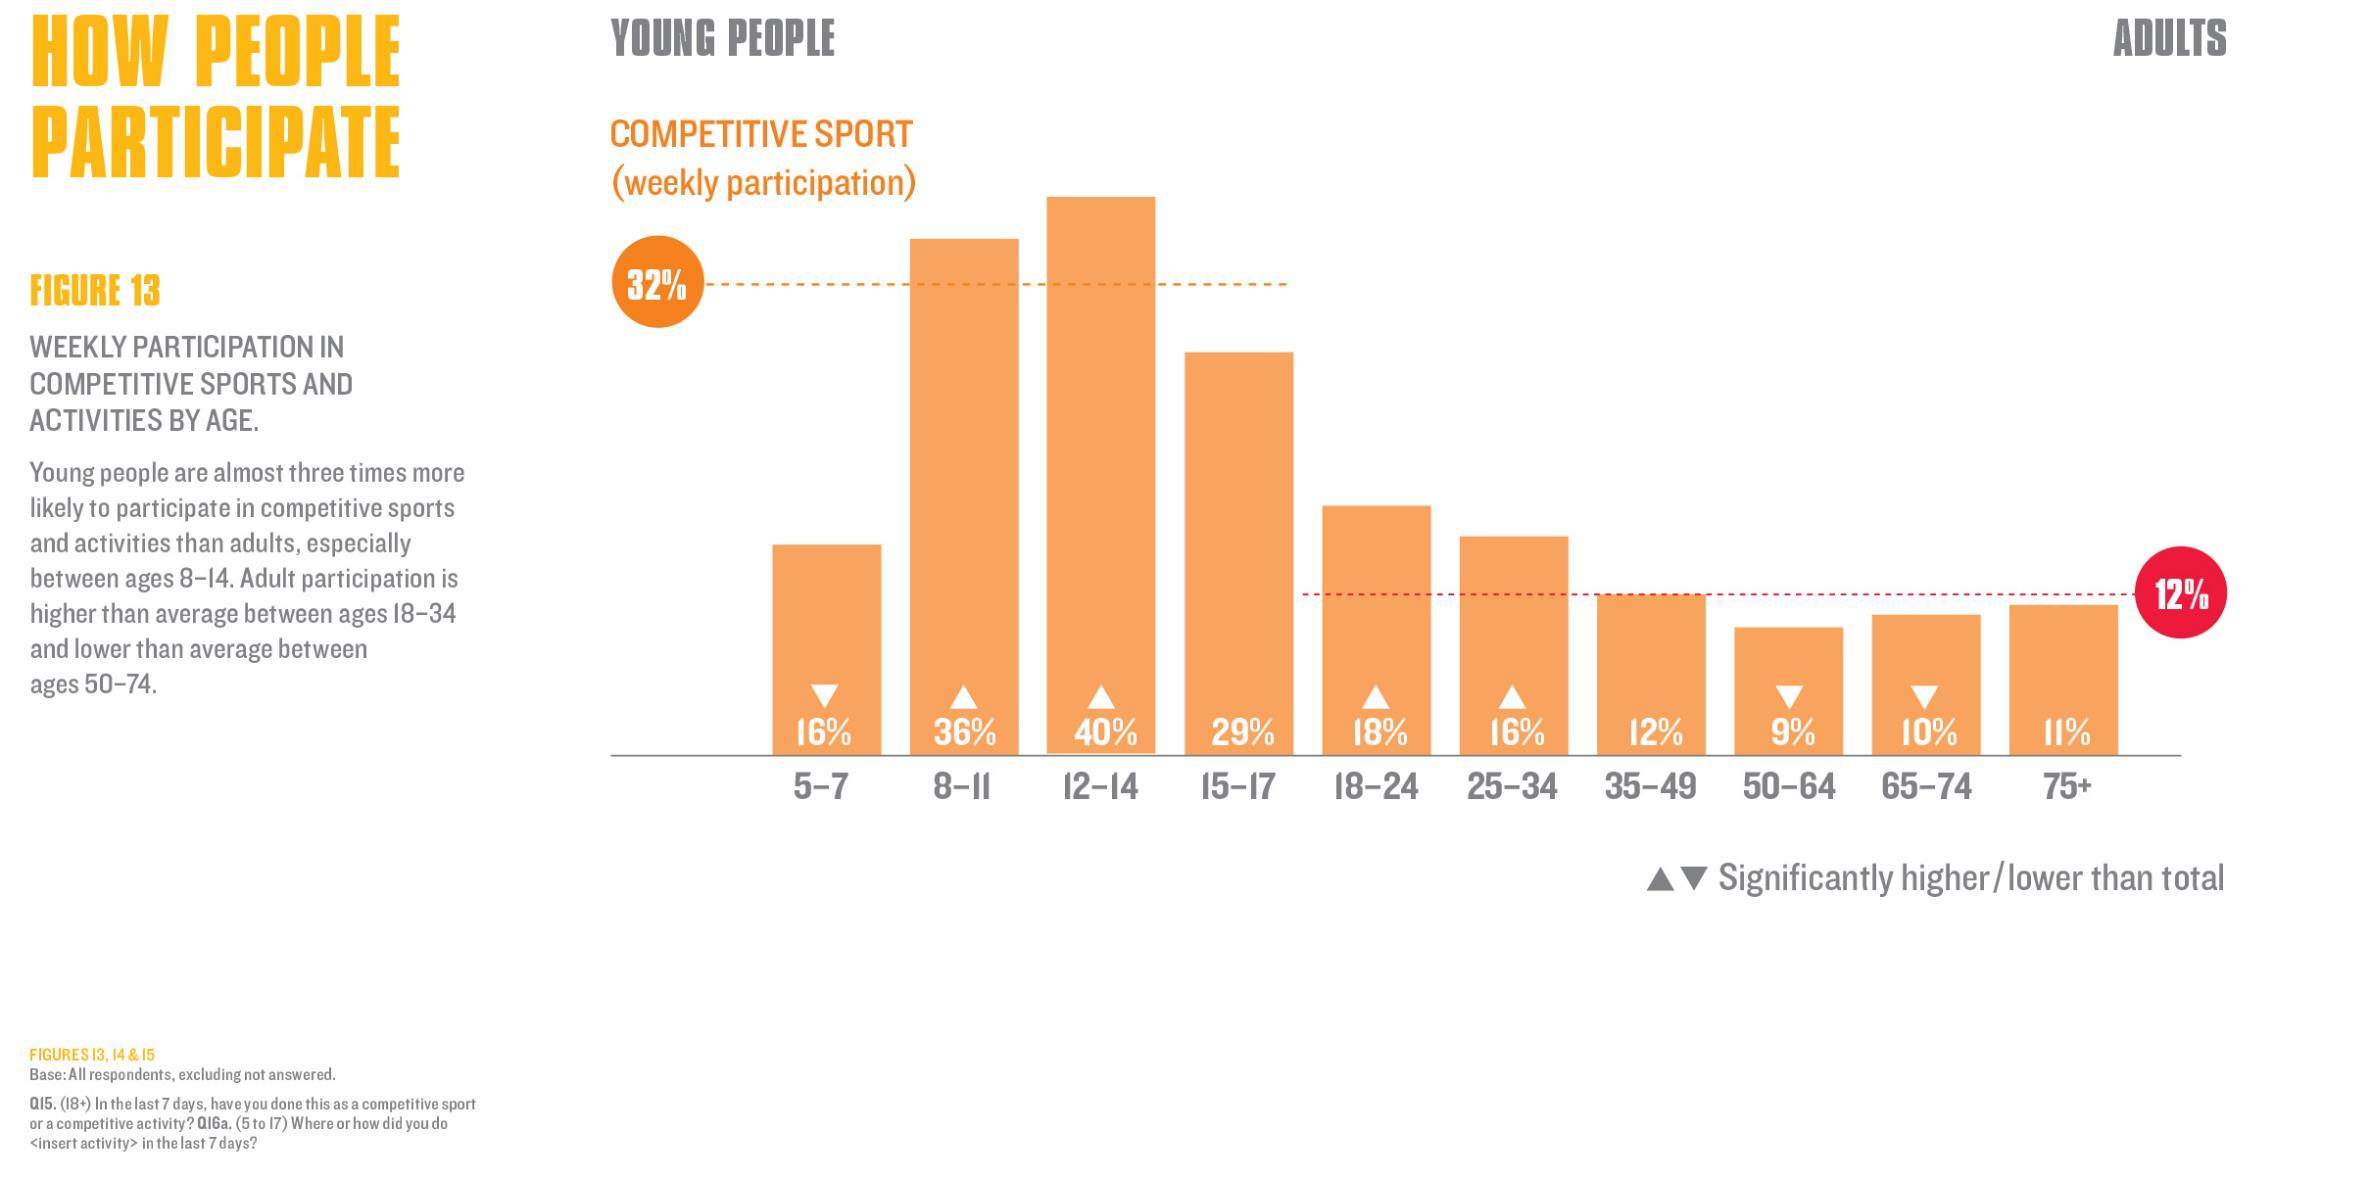 HOW PEOPLE
PARTICIPATE
FIGURE 13
WEEKLY PARTICIPATION IN
COMPETITIVE SPORTS AND
ACTIVITIES BY AGE.
Young people are almost three times more
likely to participate in competitive sports
and activities than adults, especially
between ages 8–14. Adult participation is
higher than average between ages 18–34
and lower than average between
ages 50–74.
FIGURES 13, 14 & 15
Base: All respondents, excluding not answered.
Q15. (18+) In the last 7 days, have you done this as a competitive sport
or a competitive activity? Q16a. (5 to 17) Where or how did you do
<insert activity> in the last 7 days?
YOUNG PEOPLE
ADULTS
COMPETITIVE SPORT
(weekly participation)
32%
12%
▼ ▲ ▲ ▲ ▲ ▼ ▼
16% 36% 40% 29% 18% 16% 12% 9% 10% 11%
5–7 8–11 12–14 15–17 18–24 25–34 35–49 50–64 65–74 75+
▲▼ Significantly higher/lower than total